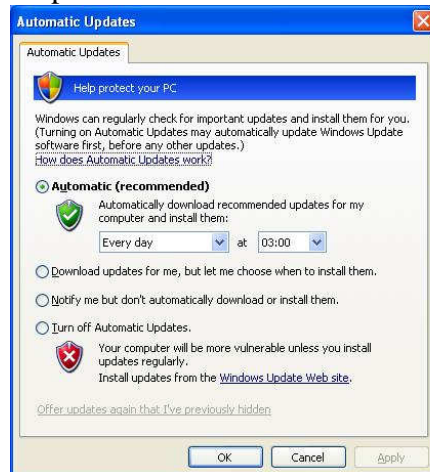 Automatic Updates
Automatic Updates
Help protect your PC
Windows can regularly check for important updates and install them for you.
(Turning on Automatic Updates may automatically update Windows Update
software first, before any other updates.)
How does Automatic Updates work?
Automatic (recommended)
Automatically download recommended updates for my
computer and install them:
Every day at 03:00
Download updates for me, but let me choose when to install them.
Notify me but don't automatically download or install them.
Turn off Automatic Updates.
Your computer will be more vulnerable unless you install
updates regularly.
Install updates from the Windows Update Web site.
Offer updates again that I've previously hidden
OK Cancel Apply